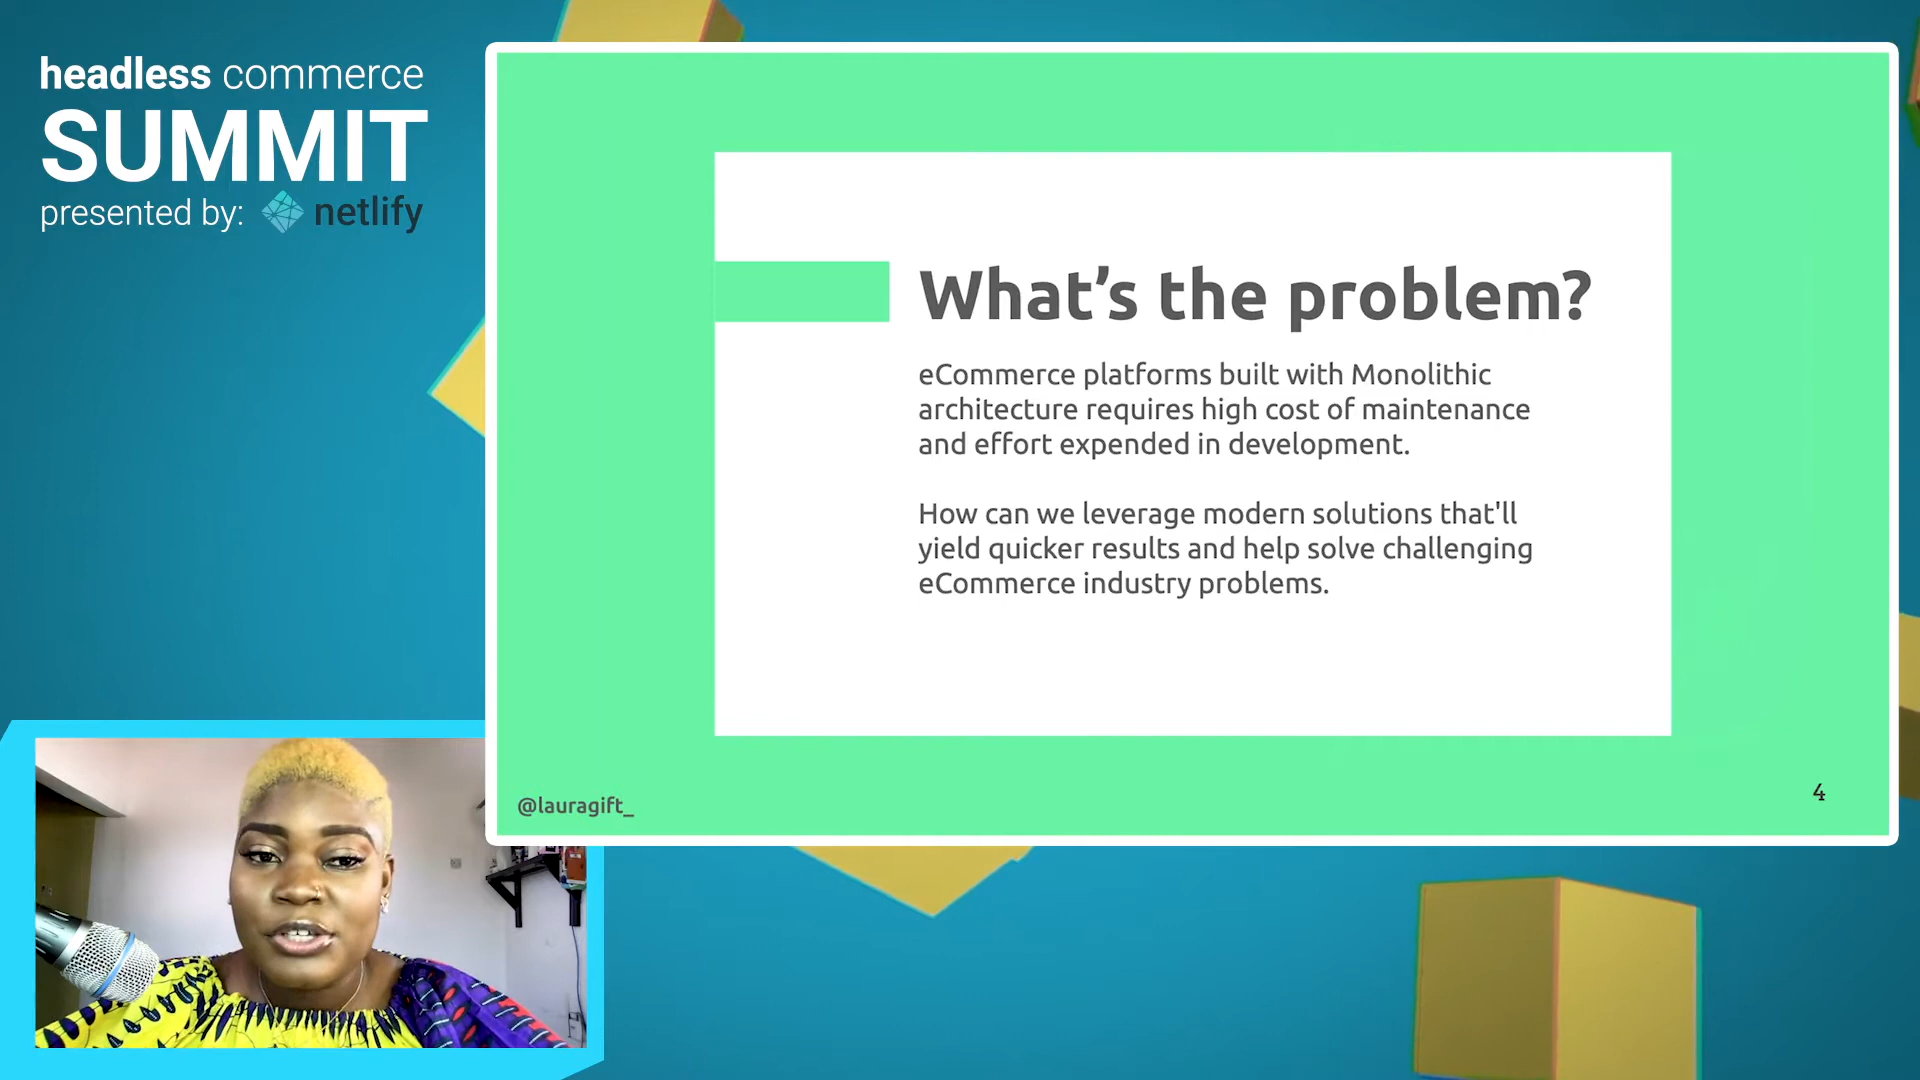 headless commerce
SUMMIT
presented by: netlify
What’s the problem?
eCommerce platforms built with Monolithic
architecture requires high cost of maintenance
and effort expended in development.
How can we leverage modern solutions that'll
yield quicker results and help solve challenging
eCommerce industry problems.
@lauragift_
4